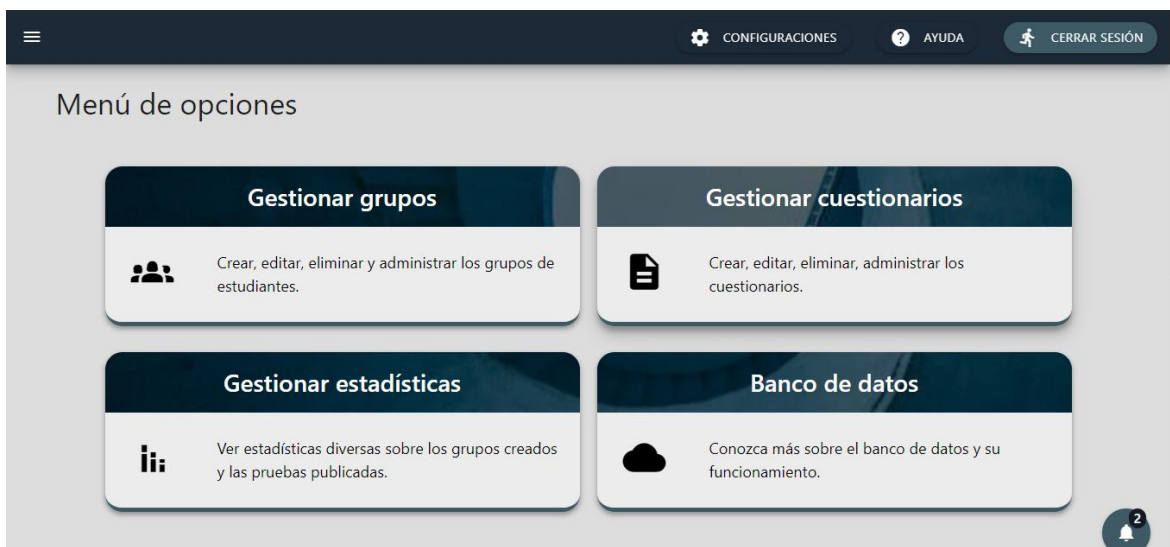 CONFIGURACIONES
AYUDA
CERRAR SESIÓN
Menú de opciones
Gestionar grupos
Crear, editar, eliminar y administrar los grupos de
estudiantes.
Gestionar cuestionarios
Crear, editar, eliminar, administrar los
cuestionarios.
Gestionar estadísticas
Ver estadísticas diversas sobre los grupos creados
y las pruebas publicadas.
Banco de datos
Conozca más sobre el banco de datos y su
funcionamiento.
2